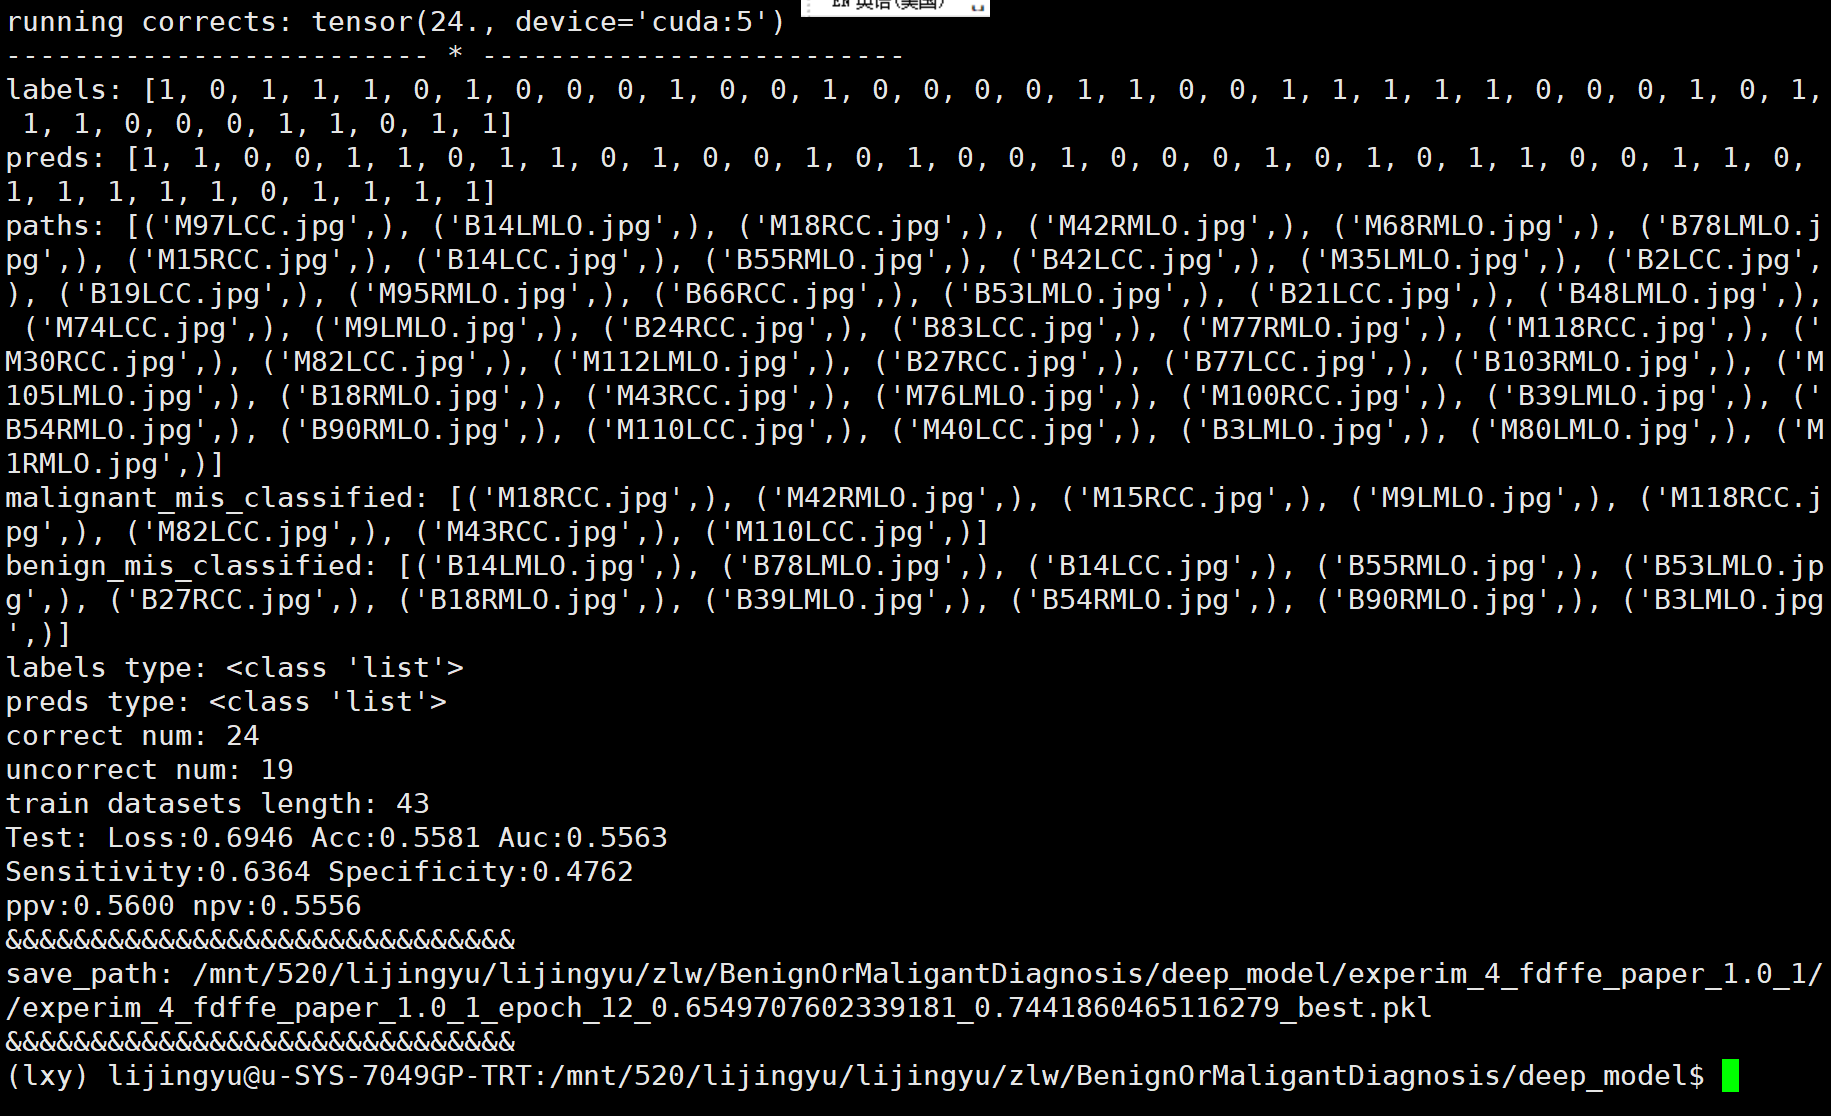 running corrects: tensor(24., device='cuda:5')
EN 英语(美国)
------------------------- * -------------------------
labels: [1, 0, 1, 1, 1, 0, 1, 0, 0, 0, 1, 0, 0, 1, 0, 0, 0, 0, 1, 1, 0, 0, 1, 1, 1, 1, 1, 0, 0, 0, 1, 0, 1,
1, 1, 0, 0, 0, 1, 1, 0, 1, 1]
preds: [1, 1, 0, 0, 1, 1, 0, 1, 1, 0, 1, 0, 0, 1, 0, 1, 0, 0, 1, 0, 0, 0, 1, 0, 1, 0, 1, 1, 0, 0, 1, 1, 0,
1, 1, 1, 1, 1, 0, 1, 1, 1, 1]
paths: [('M97LCC.jpg',), ('B14LMLO.jpg',), ('M18RCC.jpg',), ('M42RMLO.jpg',), ('M68RMLO.jpg',), ('B78LMLO.j
pg',), ('M15RCC.jpg',), ('B14LCC.jpg',), ('B55RMLO.jpg',), ('B42LCC.jpg',), ('M35LMLO.jpg',), ('B2LCC.jpg',
), ('B19LCC.jpg',), ('M95RMLO.jpg',), ('B66RCC.jpg',), ('B53LMLO.jpg',), ('B21LCC.jpg',), ('B48LMLO.jpg',),
('M74LCC.jpg',), ('M9LMLO.jpg',), ('B24RCC.jpg',), ('B83LCC.jpg',), ('M77RMLO.jpg',), ('M118RCC.jpg',), ('
M30RCC.jpg',), ('M82LCC.jpg',), ('M112LMLO.jpg',), ('B27RCC.jpg',), ('B77LCC.jpg',), ('B103RMLO.jpg',), ('M
105LMLO.jpg',), ('B18RMLO.jpg',), ('M43RCC.jpg',), ('M76LMLO.jpg',), ('M100RCC.jpg',), ('B39LMLO.jpg',), ('
B54RMLO.jpg',), ('B90RMLO.jpg',), ('M110LCC.jpg',), ('M40LCC.jpg',), ('B3LMLO.jpg',), ('M80LMLO.jpg',), ('M
1RMLO.jpg',)]
malignant_mis_classified: [('M18RCC.jpg',), ('M42RMLO.jpg',), ('M15RCC.jpg',), ('M9LMLO.jpg',), ('M118RCC.j
pg',), ('M82LCC.jpg',), ('M43RCC.jpg',), ('M110LCC.jpg',)]
benign_mis_classified: [('B14LMLO.jpg',), ('B78LMLO.jpg',), ('B14LCC.jpg',), ('B55RMLO.jpg',), ('B53LMLO.jp
g',), ('B27RCC.jpg',), ('B18RMLO.jpg',), ('B39LMLO.jpg',), ('B54RMLO.jpg',), ('B90RMLO.jpg',), ('B3LMLO.jpg
',)]
labels type: <class 'list'>
preds type: <class 'list'>
correct num: 24
uncorrect num: 19
train datasets length: 43
Test: Loss:0.6946 Acc:0.5581 Auc:0.5563
Sensitivity:0.6364 Specificity:0.4762
ppv:0.5600 npv:0.5556
&&&&&&&&&&&&&&&&&&&&&&&&&&&&&&
save_path: /mnt/520/lijingyu/lijingyu/zlw/BenignOrMaligantDiagnosis/deep_model/experim_4_fdffe_paper_1.0_1/
/experim_4_fdffe_paper_1.0_1_epoch_12_0.6549707602339181_0.7441860465116279_best.pkl
&&&&&&&&&&&&&&&&&&&&&&&&&&&&&&
(lxy) lijingyu@u-SYS-7049GP-TRT:/mnt/520/lijingyu/lijingyu/zlw/BenignOrMaligantDiagnosis/deep_model$